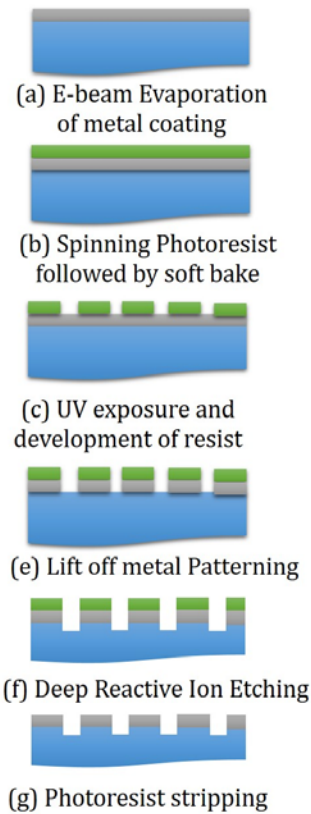 (a) E-beam Evaporation
of metal coating
(b) Spinning Photoresist
followed by soft bake
(c) UV exposure and
development of resist
(e) Lift off metal Patterning
(f) Deep Reactive Ion Etching
(g) Photoresist stripping